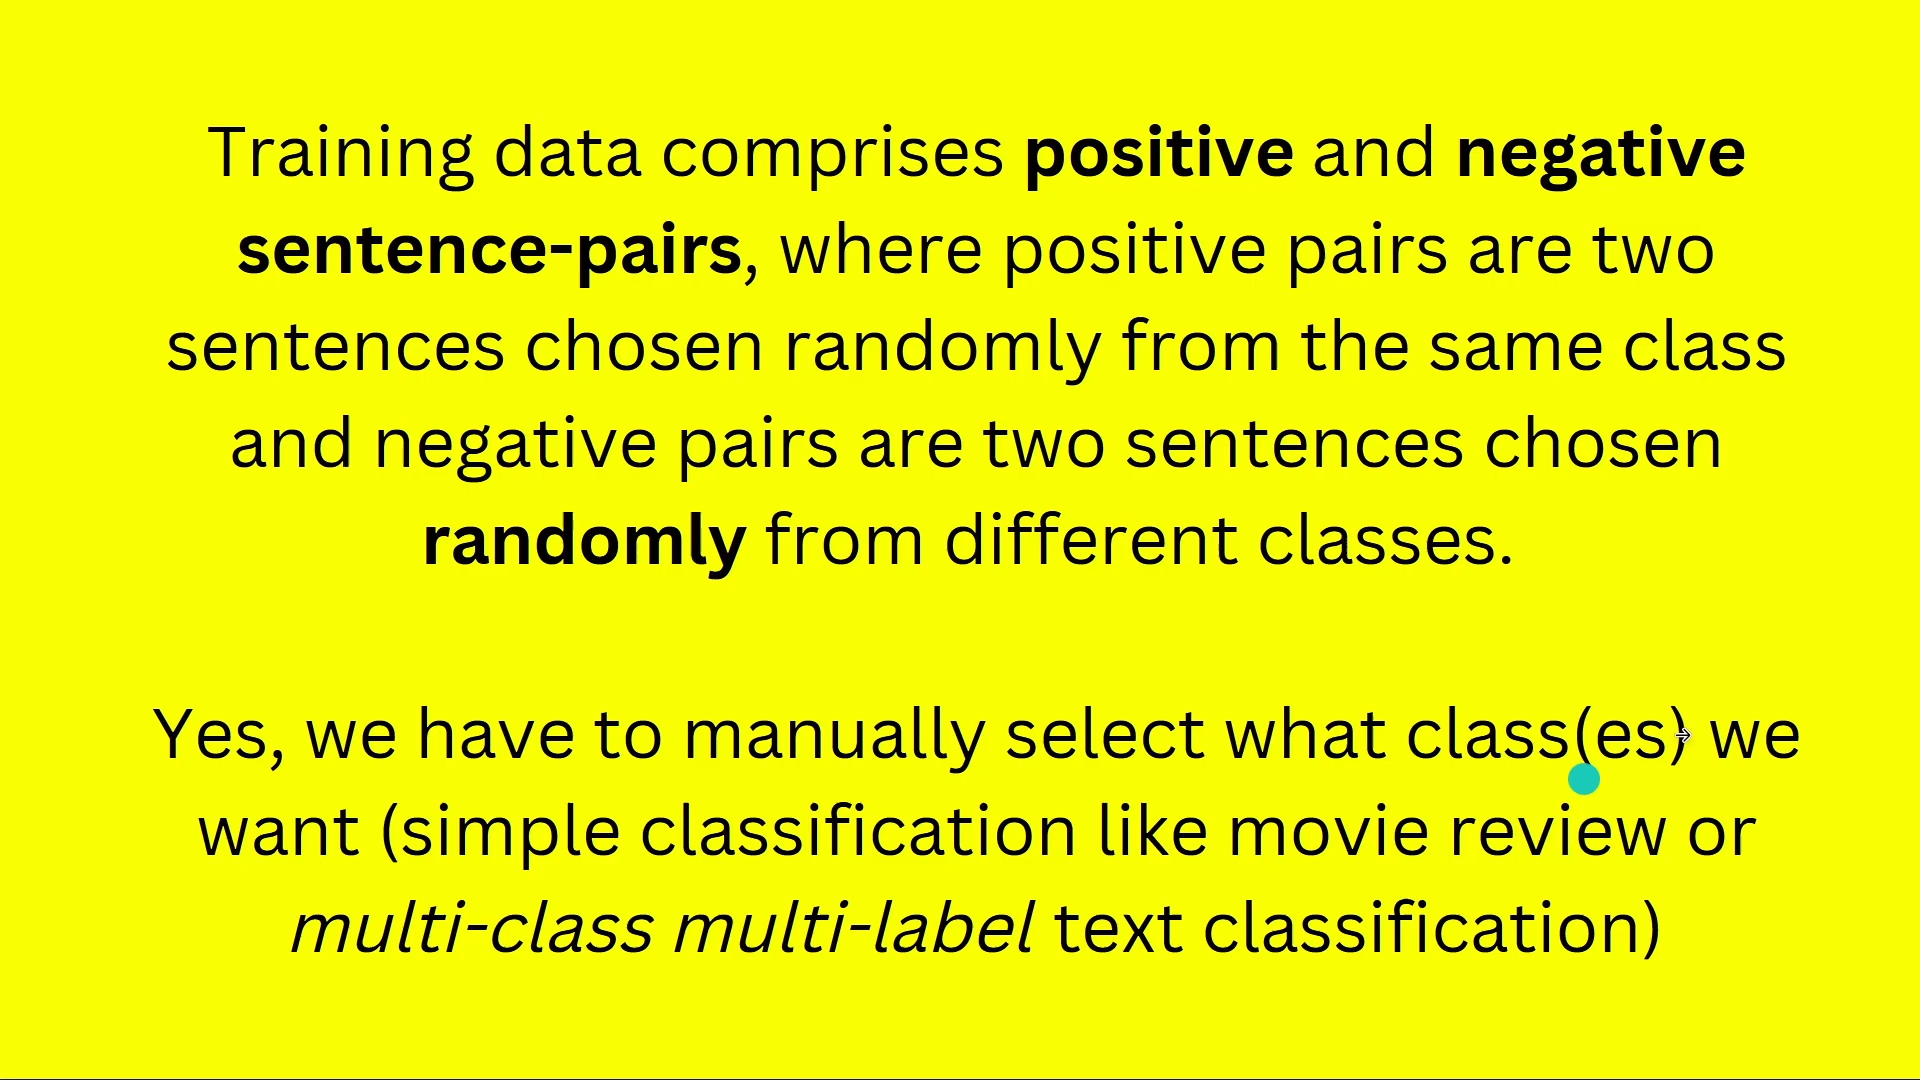 Training data comprises positive and negative
sentence-pairs, where positive pairs are two
sentences chosen randomly from the same class
and negative pairs are two sentences chosen
randomly from different classes.
Yes, we have to manually select what class(es) we
want (simple classification like movie review or
multi-class multi-label text classification)